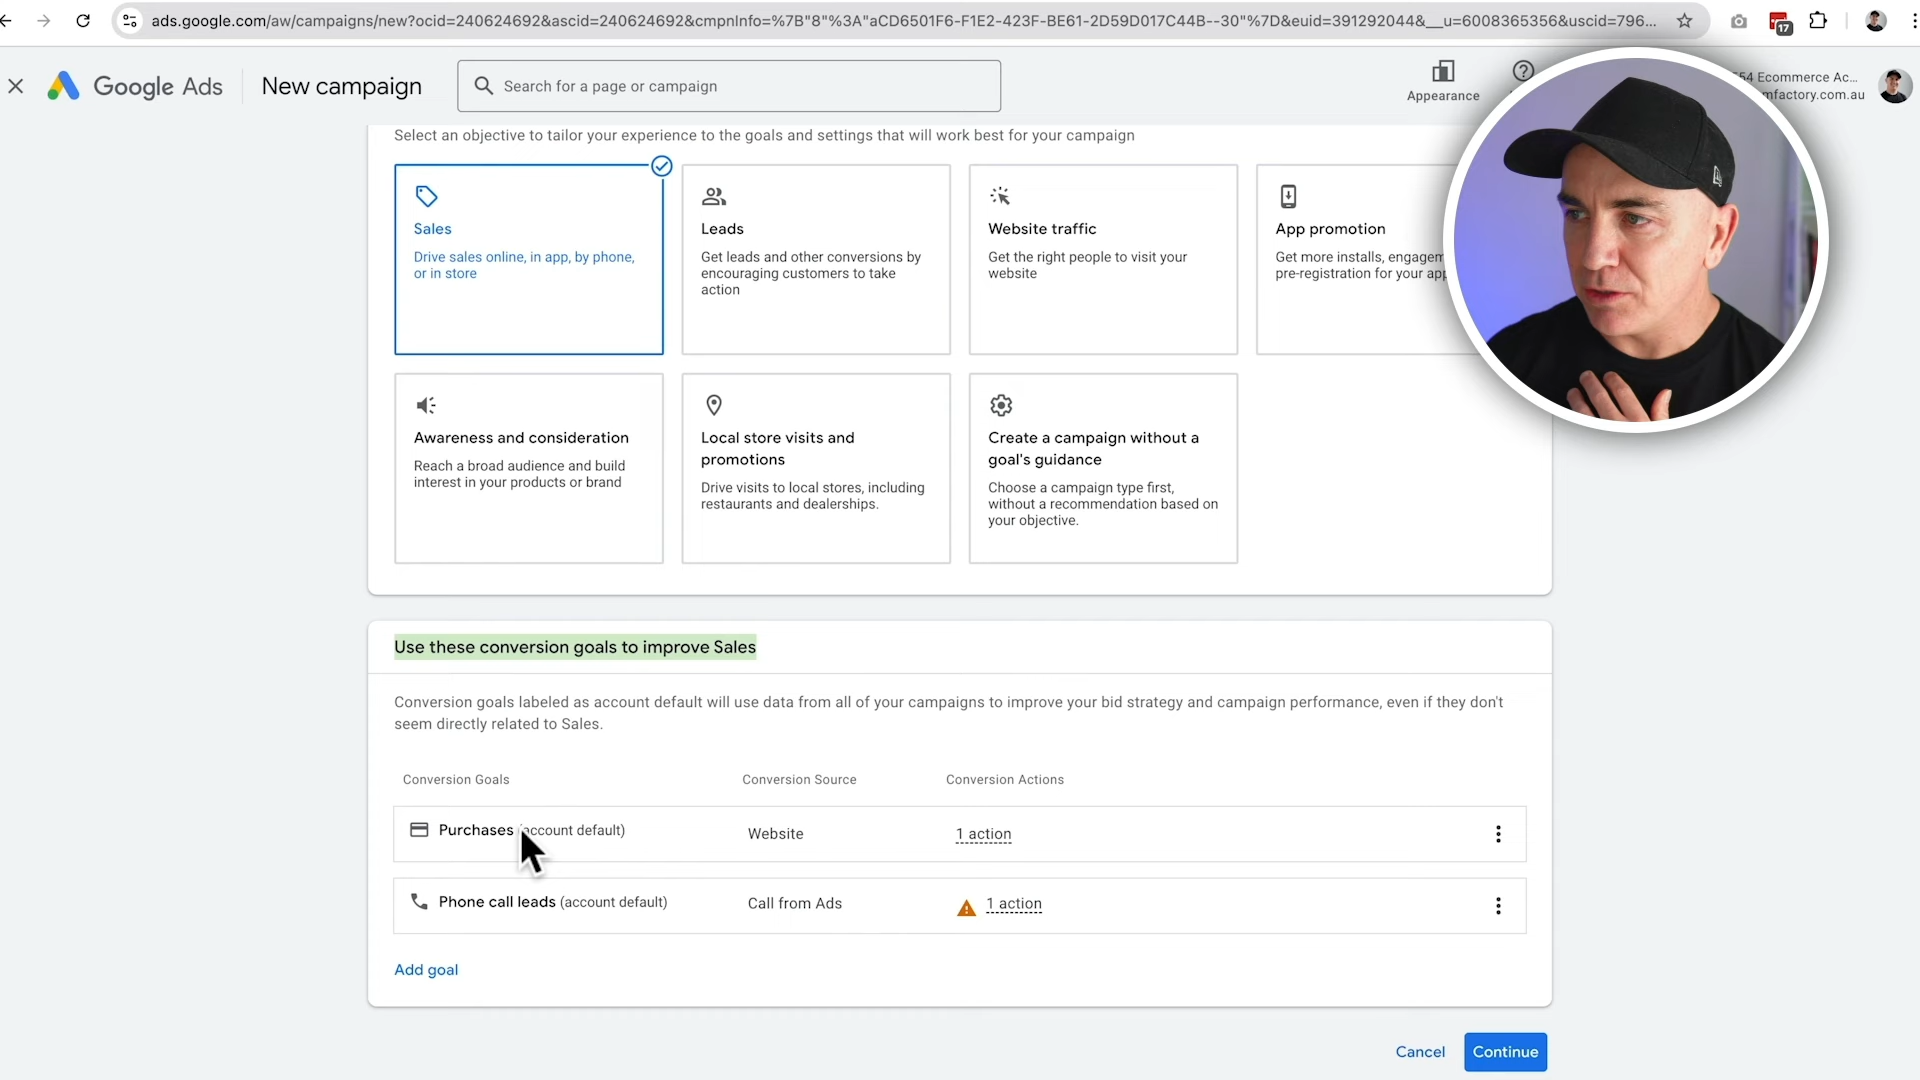 ads.google.com/aw/campaigns/new?ocid=240624692&ascid=240624692&cmpnInfo=%7B"8"%3A"aCD6501F6-F1E2-423F-BE61-2D59D017C44B--30"%7D&euid=391292044&__u=6008365356&uscid=796...
17
Google Ads
New campaign
Search for a page or campaign
Appearance
54 Ecommerce Ac...
mfactory.com.au
Select an objective to tailor your experience to the goals and settings that will work best for your campaign
Sales
Drive sales online, in app, by phone,
or in store
Leads
Get leads and other conversions by
encouraging customers to take
action
Website traffic
Get the right people to visit your
website
App promotion
Get more installs, engagem
pre-registration for your app
Awareness and consideration
Reach a broad audience and build
interest in your products or brand
Local store visits and
promotions
Drive visits to local stores, including
restaurants and dealerships.
Create a campaign without a
goal's guidance
Choose a campaign type first,
without a recommendation based on
your objective.
Use these conversion goals to improve Sales
Conversion goals labeled as account default will use data from all of your campaigns to improve your bid strategy and campaign performance, even if they don't
seem directly related to Sales.
Conversion Goals
Conversion Source
Conversion Actions
Purchases (account default)
Website
1 action
Phone call leads (account default)
Call from Ads
1 action
Add goal
Cancel
Continue